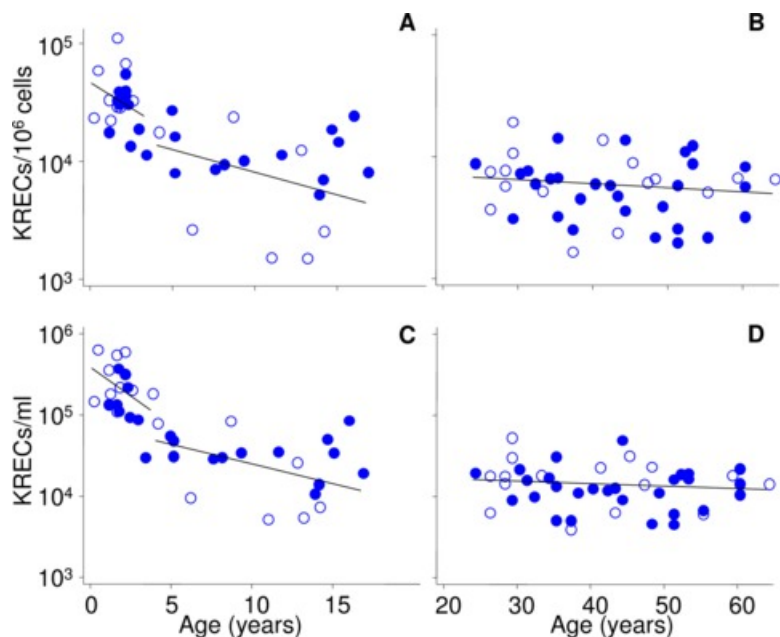 A
B
10⁵
10⁴
10³
KRECs/10⁶ cells
C
D
10⁶
10⁵
10⁴
10³
KRECs/ml
0 5 10 15
20 30 40 50 60
Age (years)
Age (years)